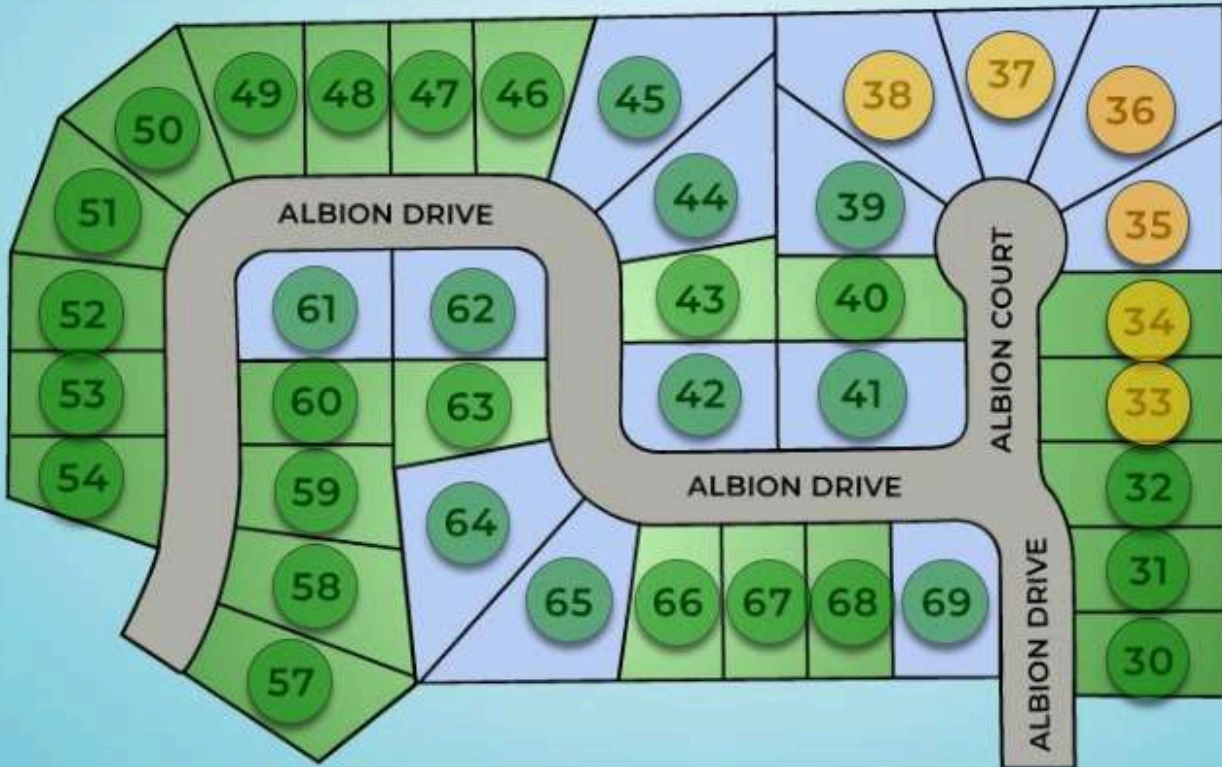 49 48 47 46 45 38 37 36
50
51 44 39 35
ALBION DRIVE
ALBION COURT
52 61 62 43 40 34
53 60 63 42 41 33
54 59 64 ALBION DRIVE 32
58 65 66 67 68 69 31
57 30
ALBION DRIVE